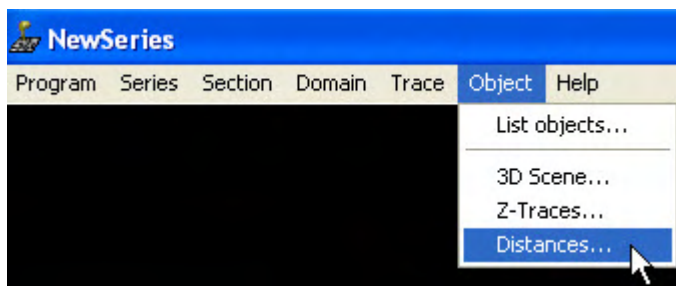 NewSeries
Program Series Section Domain Trace Object Help
List objects...
3D Scene...
Z-Traces...
Distances...